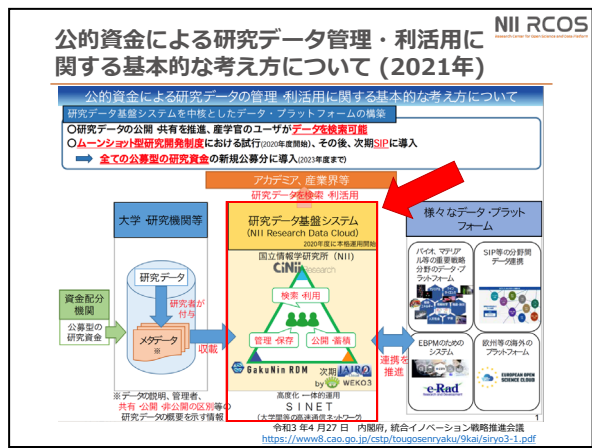 NII RCOS
公的資金による研究データ管理・利活用に
関する基本的な考え方について (2021年)
公的資金による研究データの管理・利活用に関する基本的な考え方について
研究データ基盤システムを中核としたデータ・プラットフォームの構築
○研究データの公開・共有を推進、産学官のユーザがデータを検索可能
○ムーンショット型研究開発制度における試行(2020年度開始)、その後、次期SIPに導入
全ての公募型の研究資金の新規公募分に導入(2023年度まで)
アカデミア、産業界等
研究データを検索・利活用
大学・研究機関等
研究データ基盤システム
(NII Research Data Cloud)
2020年度に本格運用開始
様々なデータ・プラット
フォーム
国立情報学研究所（NII）
CiNii Research
検索・利用
管理・保存
公開・蓄積
GakuNin RDM
次期JAIRO
by WEKO3
高度化・一体的運用
SINET
(大学間等の高速通信ネットワーク)
資金配分
機関
公募型の
研究資金
研究データ
研究者が
付与
メタデータ
※
収載
連携を
推進
バイオ、マテリア
ル等の重要戦略
分野のデータ・プ
ラットフォーム
SIP等の分野間
データ連携
EBPMのための
システム
e-Rad
欧州等の海外の
プラットフォーム
EUROPEAN OPEN
SCIENCE CLOUD
※データの説明、管理者、
共有・公開・非公開の区別等の
研究データの概要を示す情報
1
令和3年4月27日 内閣府, 統合イノベーション戦略推進会議
https://www8.cao.go.jp/cstp/tougosenryaku/9kai/siryo3-1.pdf